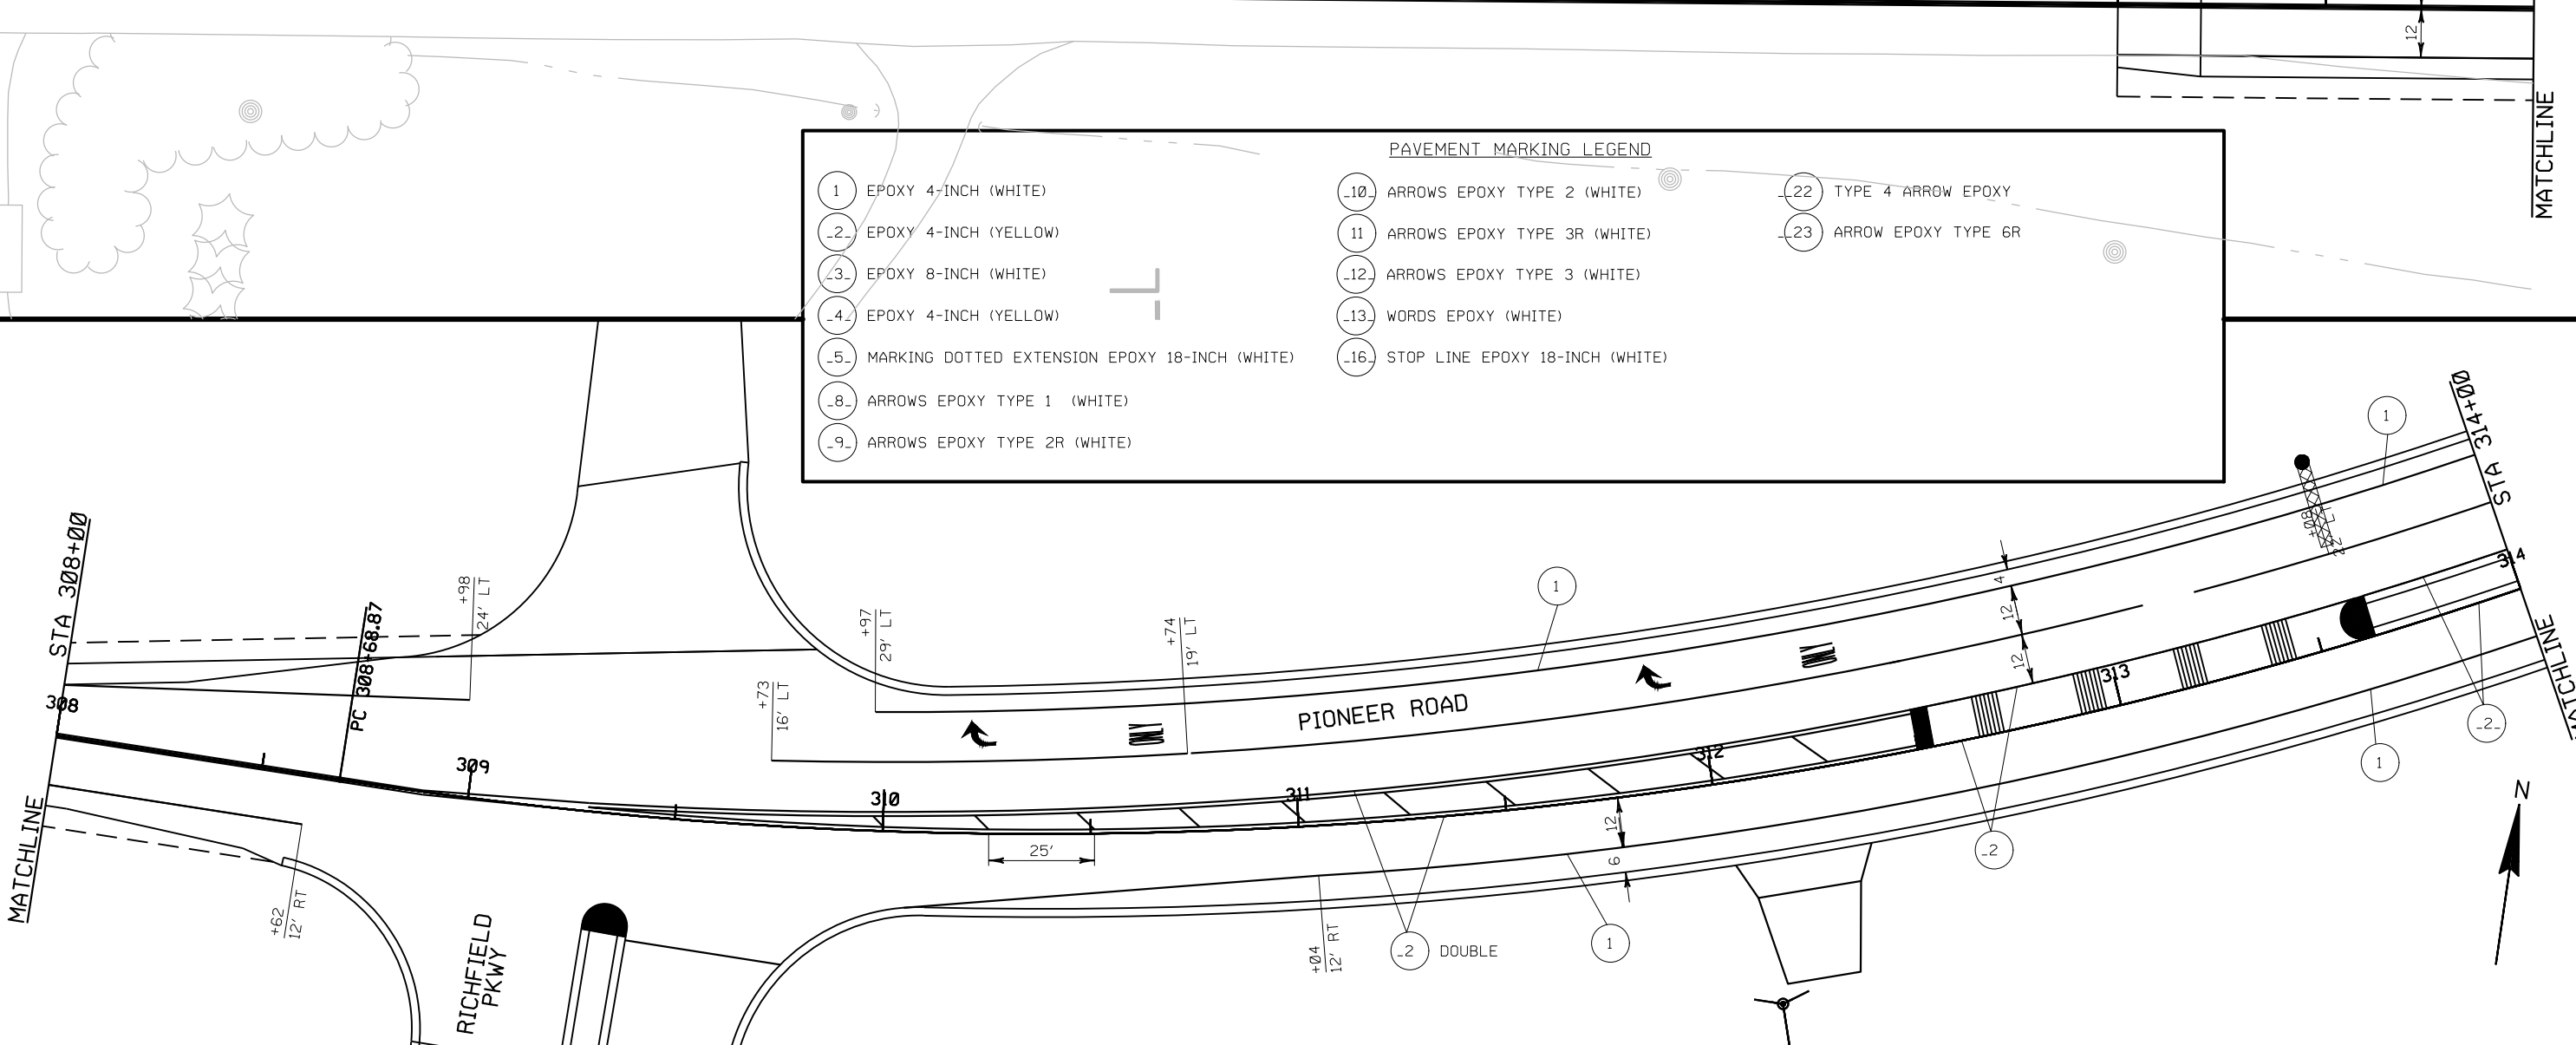 12
MATCHLINE
PAVEMENT MARKING LEGEND
1 EPOXY 4-INCH (WHITE)
2 EPOXY 4-INCH (YELLOW)
3 EPOXY 8-INCH (WHITE)
4 EPOXY 4-INCH (YELLOW)
5 MARKING DOTTED EXTENSION EPOXY 18-INCH (WHITE)
8 ARROWS EPOXY TYPE 1 (WHITE)
9 ARROWS EPOXY TYPE 2R (WHITE)
10 ARROWS EPOXY TYPE 2 (WHITE)
11 ARROWS EPOXY TYPE 3R (WHITE)
12 ARROWS EPOXY TYPE 3 (WHITE)
13 WORDS EPOXY (WHITE)
16 STOP LINE EPOXY 18-INCH (WHITE)
22 TYPE 4 ARROW EPOXY
23 ARROW EPOXY TYPE 6R
STA 308+00
MATCHLINE
308
PC 308+68.87
+98
24' LT
309
+62
12' RT
RICHFIELD
PKWY
+73
16' LT
+97
29' LT
310
25'
+74
19' LT
ONLY
PIONEER ROAD
311
1
+04
12' RT
2 DOUBLE
1
12
6
312
ONLY
4
12
12
2
313
1
+08
22' LT
1
2
314
STA 314+00
MATCHLINE
N